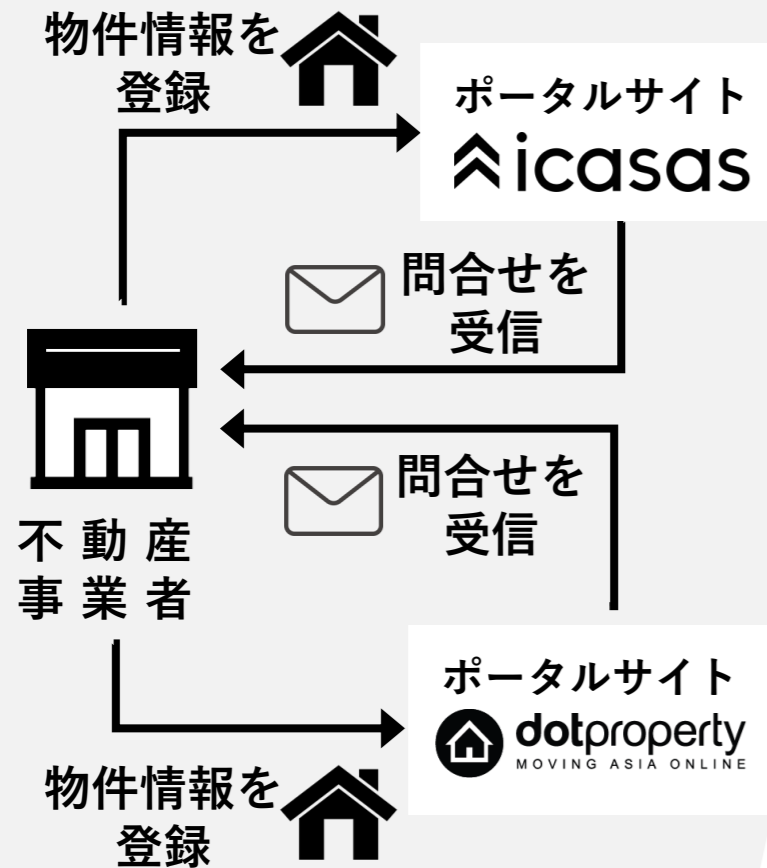 物件情報を
登録
ポータルサイト
icasas
問合せを
受信
問合せを
受信
不動産
事業者
ポータルサイト
dotproperty
MOVING ASIA ONLINE
物件情報を
登録